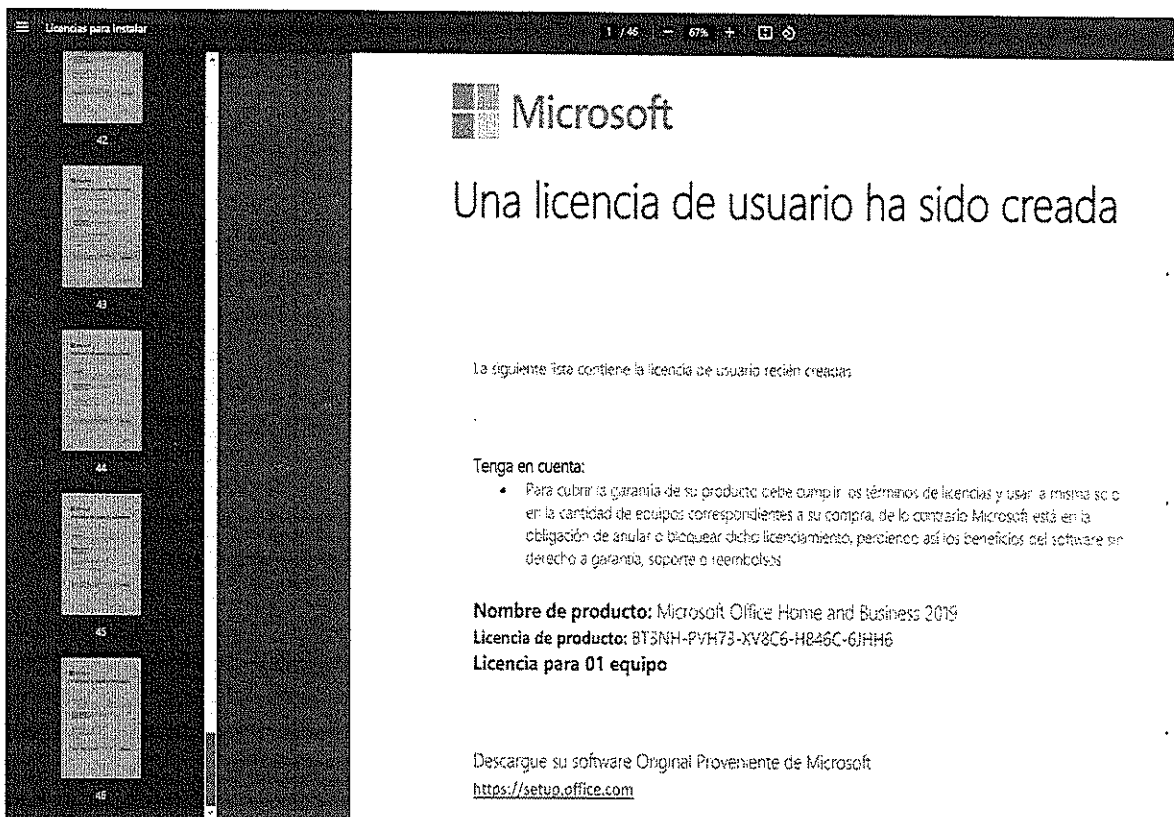 Licencias para Instalar
1 / 46 67%
42
43
44
45
46
Microsoft
Una licencia de usuario ha sido creada
La siguiente lista contiene la licencia de usuario recién creadas
Tenga en cuenta:
Para cubrir la garantía de su producto debe cumplir los términos de licencias y usar la misma solo
en la cantidad de equipos correspondientes a su compra, de lo contrario Microsoft está en la
obligación de anular o bloquear dicho licenciamiento, perdiendo así los beneficios del software sin
derecho a garantía, soporte o reembolsos
Nombre de producto: Microsoft Office Home and Business 2019
Licencia de producto: BT3NH-PVH73-XV8C6-H846C-6JHH6
Licencia para 01 equipo
Descargue su software Original Proveniente de Microsoft
https://setup.office.com